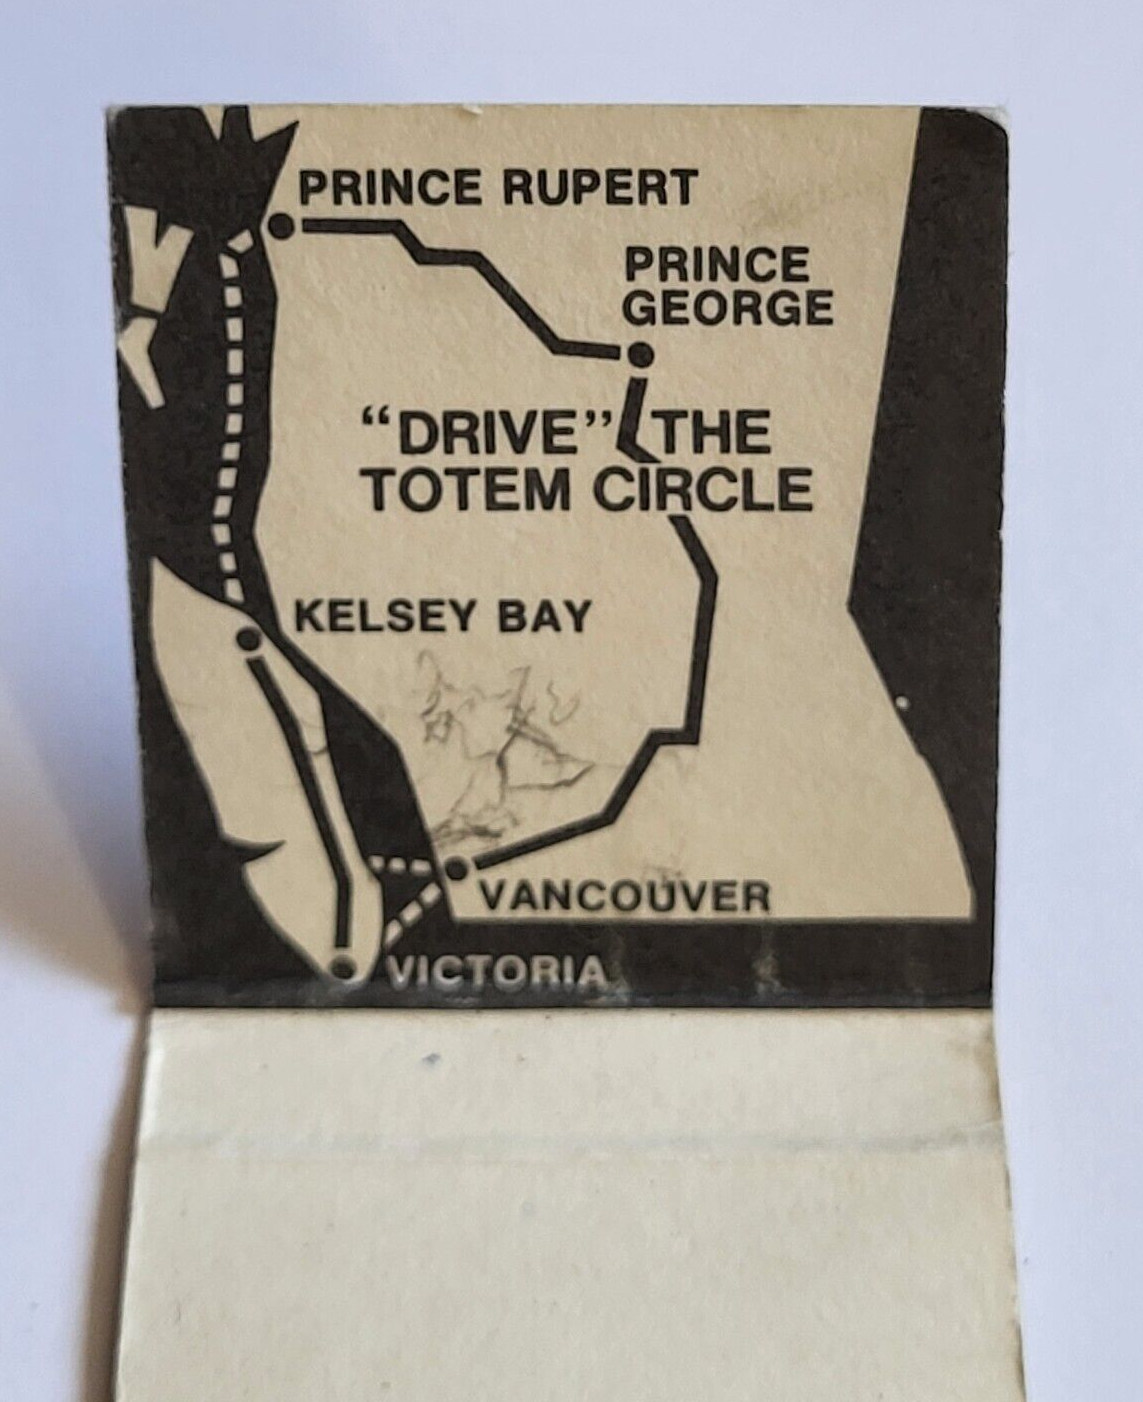 PRINCE RUPERT
PRINCE
GEORGE
“DRIVE” THE
TOTEM CIRCLE
KELSEY BAY
VANCOUVER
VICTORIA